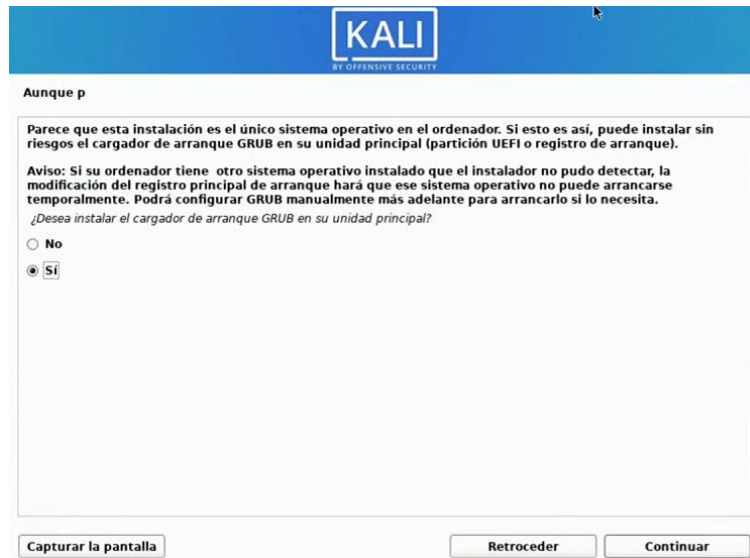 KALI
BY OFFENSIVE SECURITY
Aunque p
Parece que esta instalación es el único sistema operativo en el ordenador. Si esto es así, puede instalar sin
riesgos el cargador de arranque GRUB en su unidad principal (partición UEFI o registro de arranque).
Aviso: Si su ordenador tiene  otro sistema operativo instalado que el instalador no pudo detectar, la
modificación del registro principal de arranque hará que ese sistema operativo no puede arrancarse
temporalmente. Podrá configurar GRUB manualmente más adelante para arrancarlo si lo necesita.
¿Desea instalar el cargador de arranque GRUB en su unidad principal?
No
Sí
Capturar la pantalla
Retroceder
Continuar